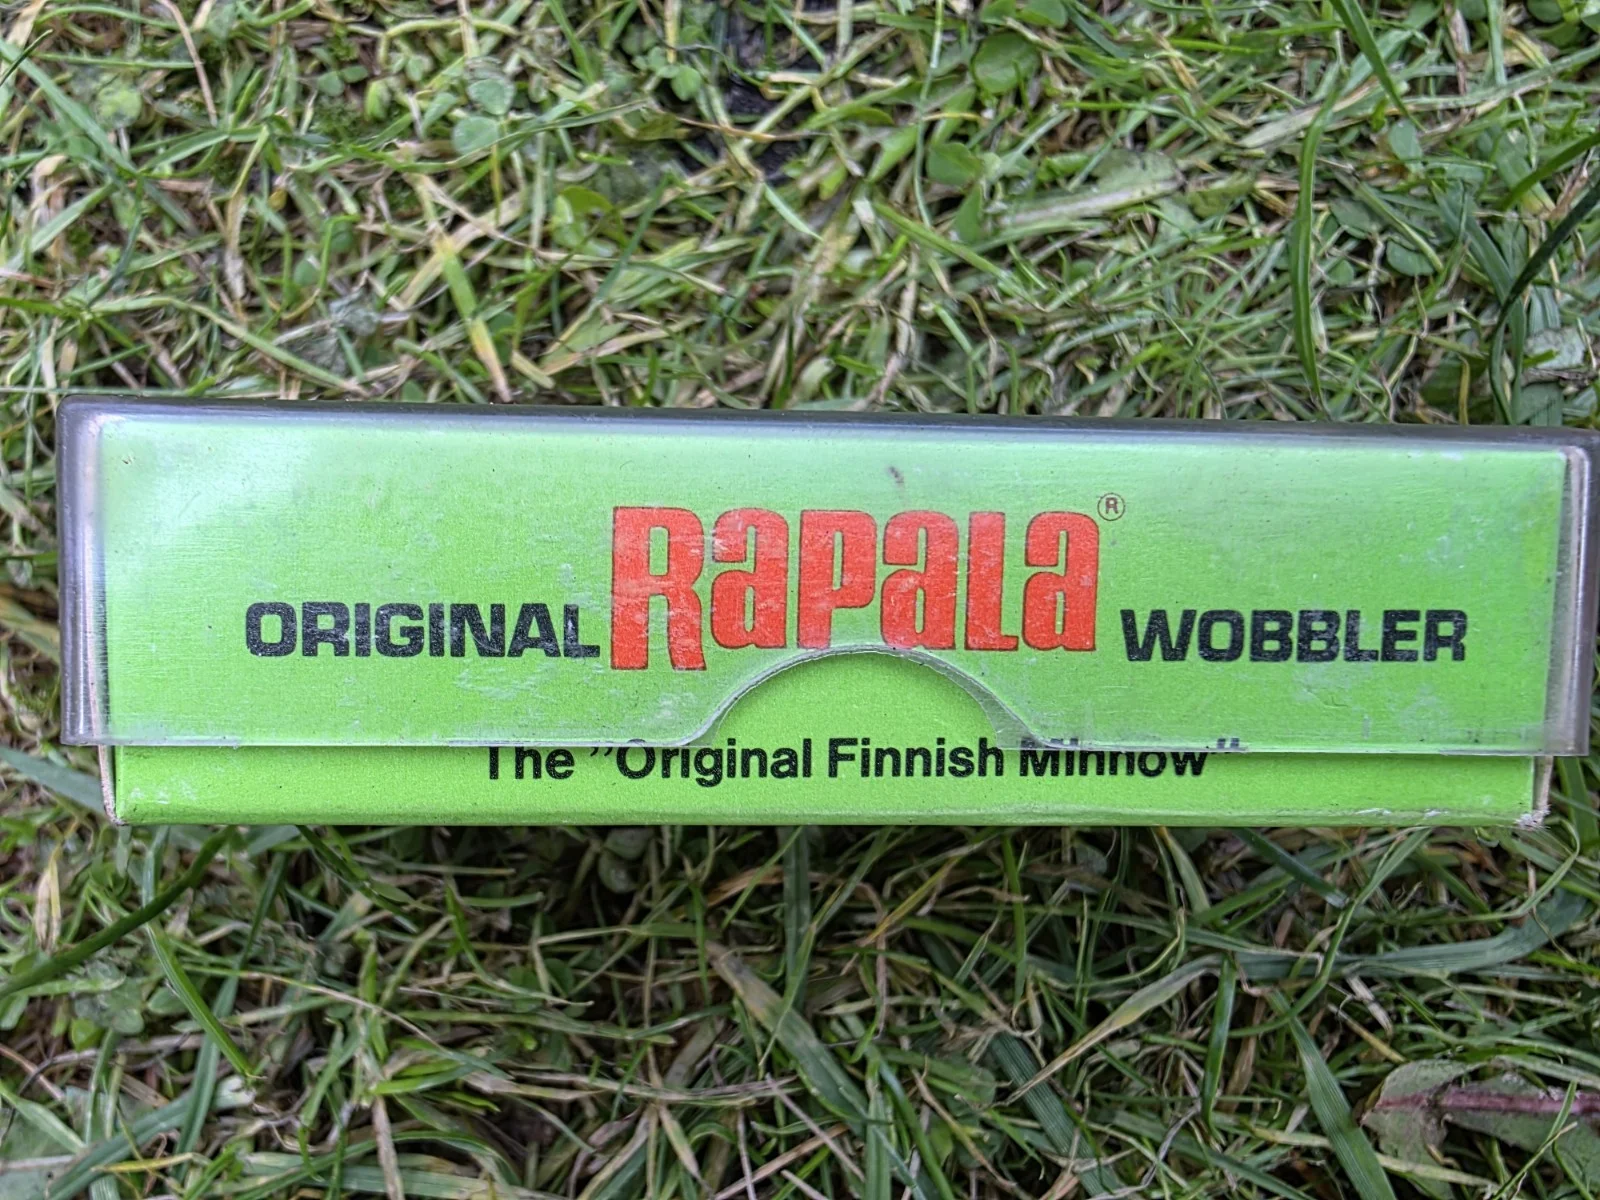 ORIGINAL Rapala® WOBBLER
The ”Original Finnish Minnow”